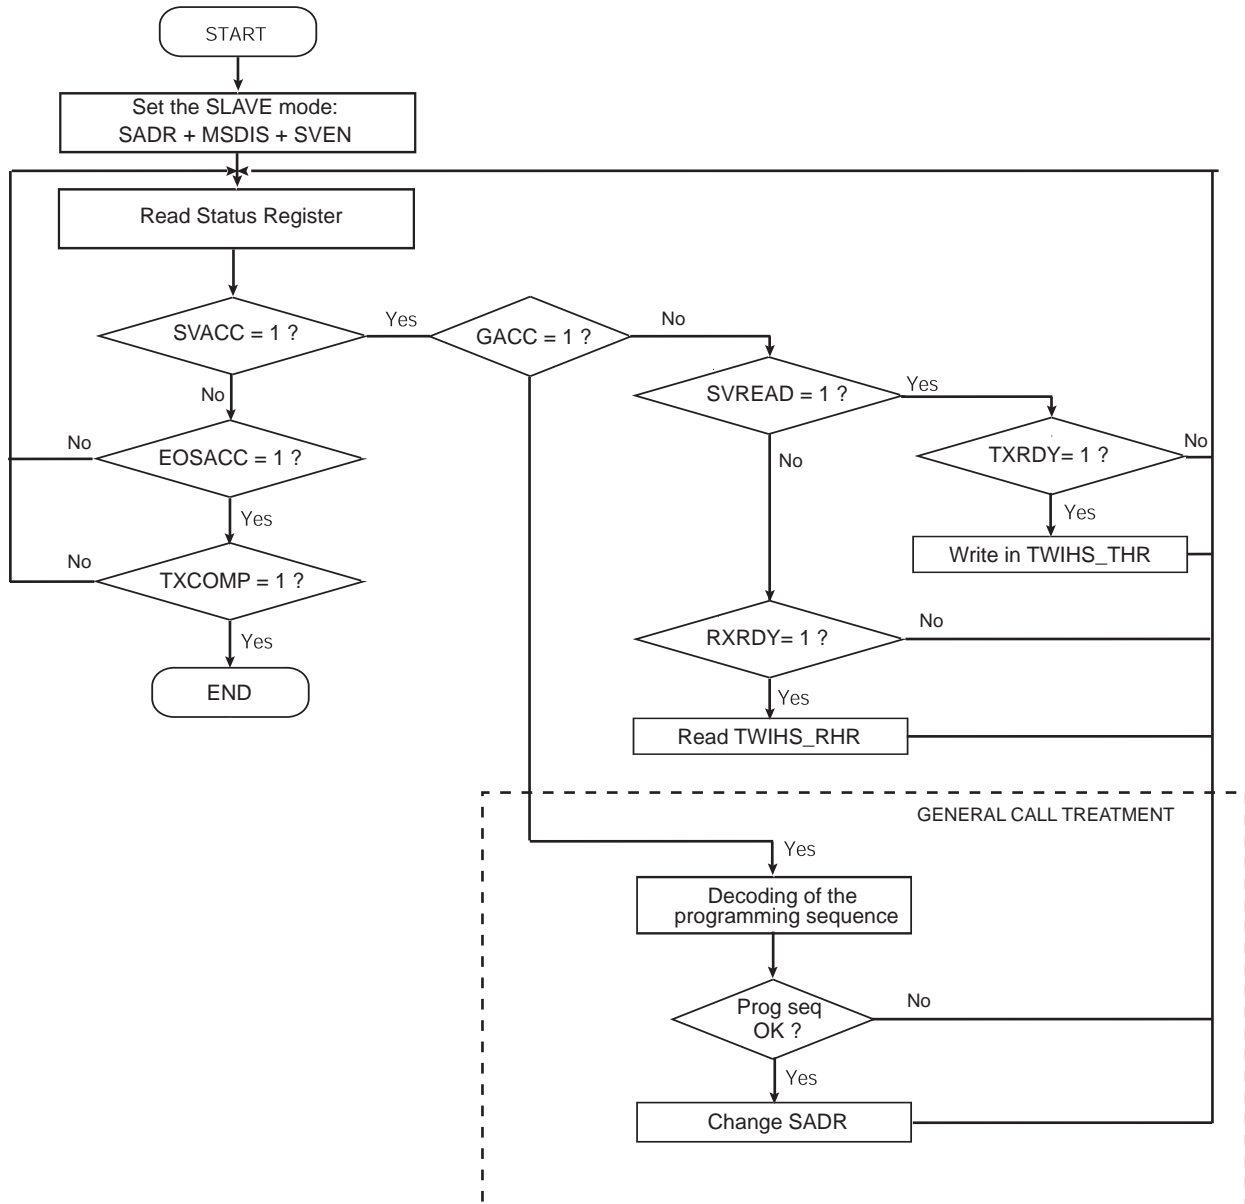 START
Set the SLAVE mode:
SADR + MSDIS + SVEN
Read Status Register
SVACC = 1 ?
Yes
GACC = 1 ?
No
SVREAD = 1 ?
Yes
No
EOSACC = 1 ?
No
No
TXRDY= 1 ?
No
Yes
Yes
Write in TWIHS_THR
No
TXCOMP = 1 ?
Yes
RXRDY= 1 ?
No
END
Yes
Read TWIHS_RHR
GENERAL CALL TREATMENT
Yes
Decoding of the
programming sequence
Prog seq
OK ?
No
Yes
Change SADR